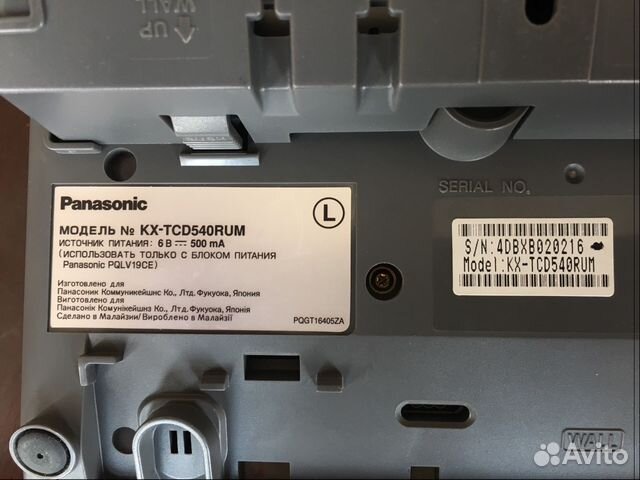 UP
WALL
Panasonic
МОДЕЛЬ № KX-TCD540RUM
ИСТОЧНИК ПИТАНИЯ: 6 В 500 mA
(ИСПОЛЬЗОВАТЬ ТОЛЬКО С БЛОКОМ ПИТАНИЯ
Panasonic PQLV19CE)
Изготовлено для
Панасоник Коммуникейшнс Ко., Лтд. Фукуока, Япония
Виготовлено для
Панасонік Комунікейшнз Ко., Лтд. Фукуока, Японія
Сделано в Малайзии/Вироблено в Малайзії
PQGT16405ZA
L
SERIAL NO.
S/N:4DBXB020216
Model:KX-TCD540RUM
WALL
Avito